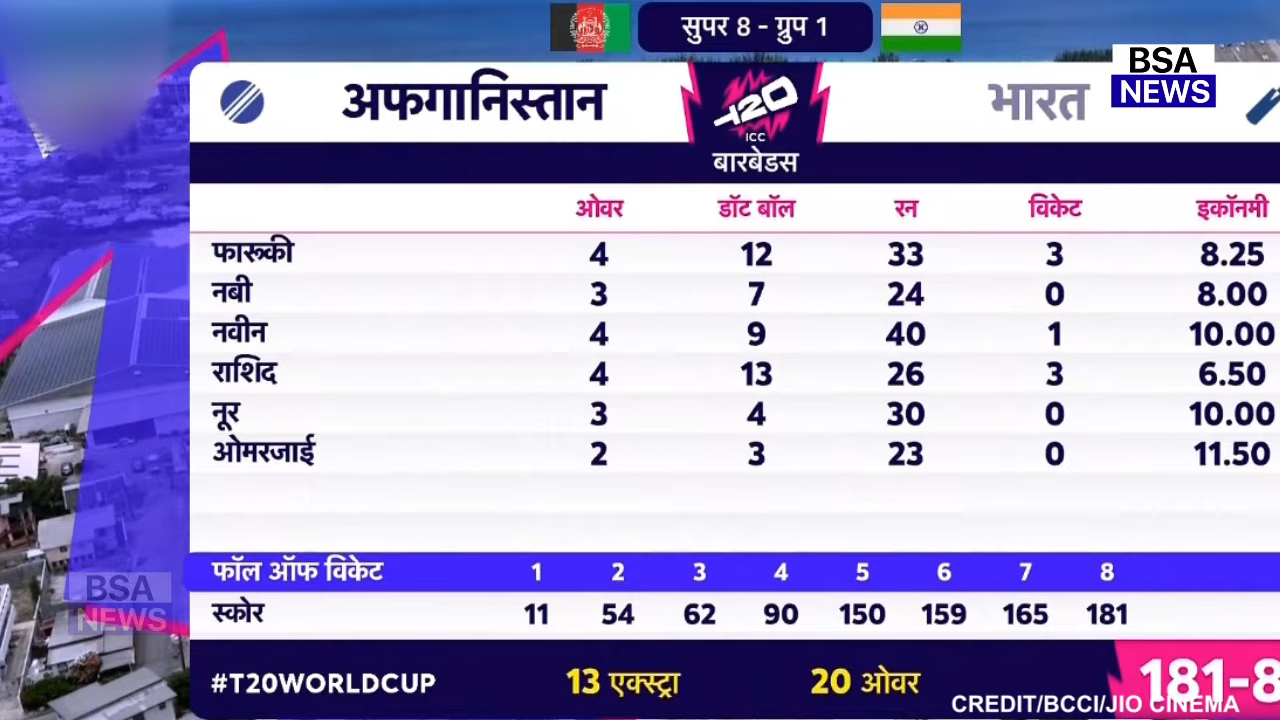 सुपर 8 - ग्रुप 1
BSA
NEWS
अफगानिस्तान
T20
भारत
ICC
बारबेडस
ओवर डॉट बॉल रन विकेट इकॉनमी
फारूकी 4 12 33 3 8.25
नबी 3 7 24 0 8.00
नवीन 4 9 40 1 10.00
राशिद 4 13 26 3 6.50
नूर 3 4 30 0 10.00
ओमरजाई 2 3 23 0 11.50
फॉल ऑफ विकेट 1 2 3 4 5 6 7 8
स्कोर 11 54 62 90 150 159 165 181
BSA
NEWS
#T20WORLDCUP 13 एक्स्ट्रा 20 ओवर 181-8
CREDIT/BCCI/JIO CINEMA